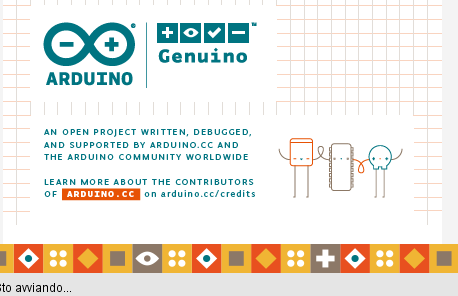 ARDUINO
Genuino
AN OPEN PROJECT WRITTEN, DEBUGGED,
AND SUPPORTED BY ARDUINO.CC AND
THE ARDUINO COMMUNITY WORLDWIDE
LEARN MORE ABOUT THE CONTRIBUTORS
OF ARDUINO.CC on arduino.cc/credits
Sto avviando...